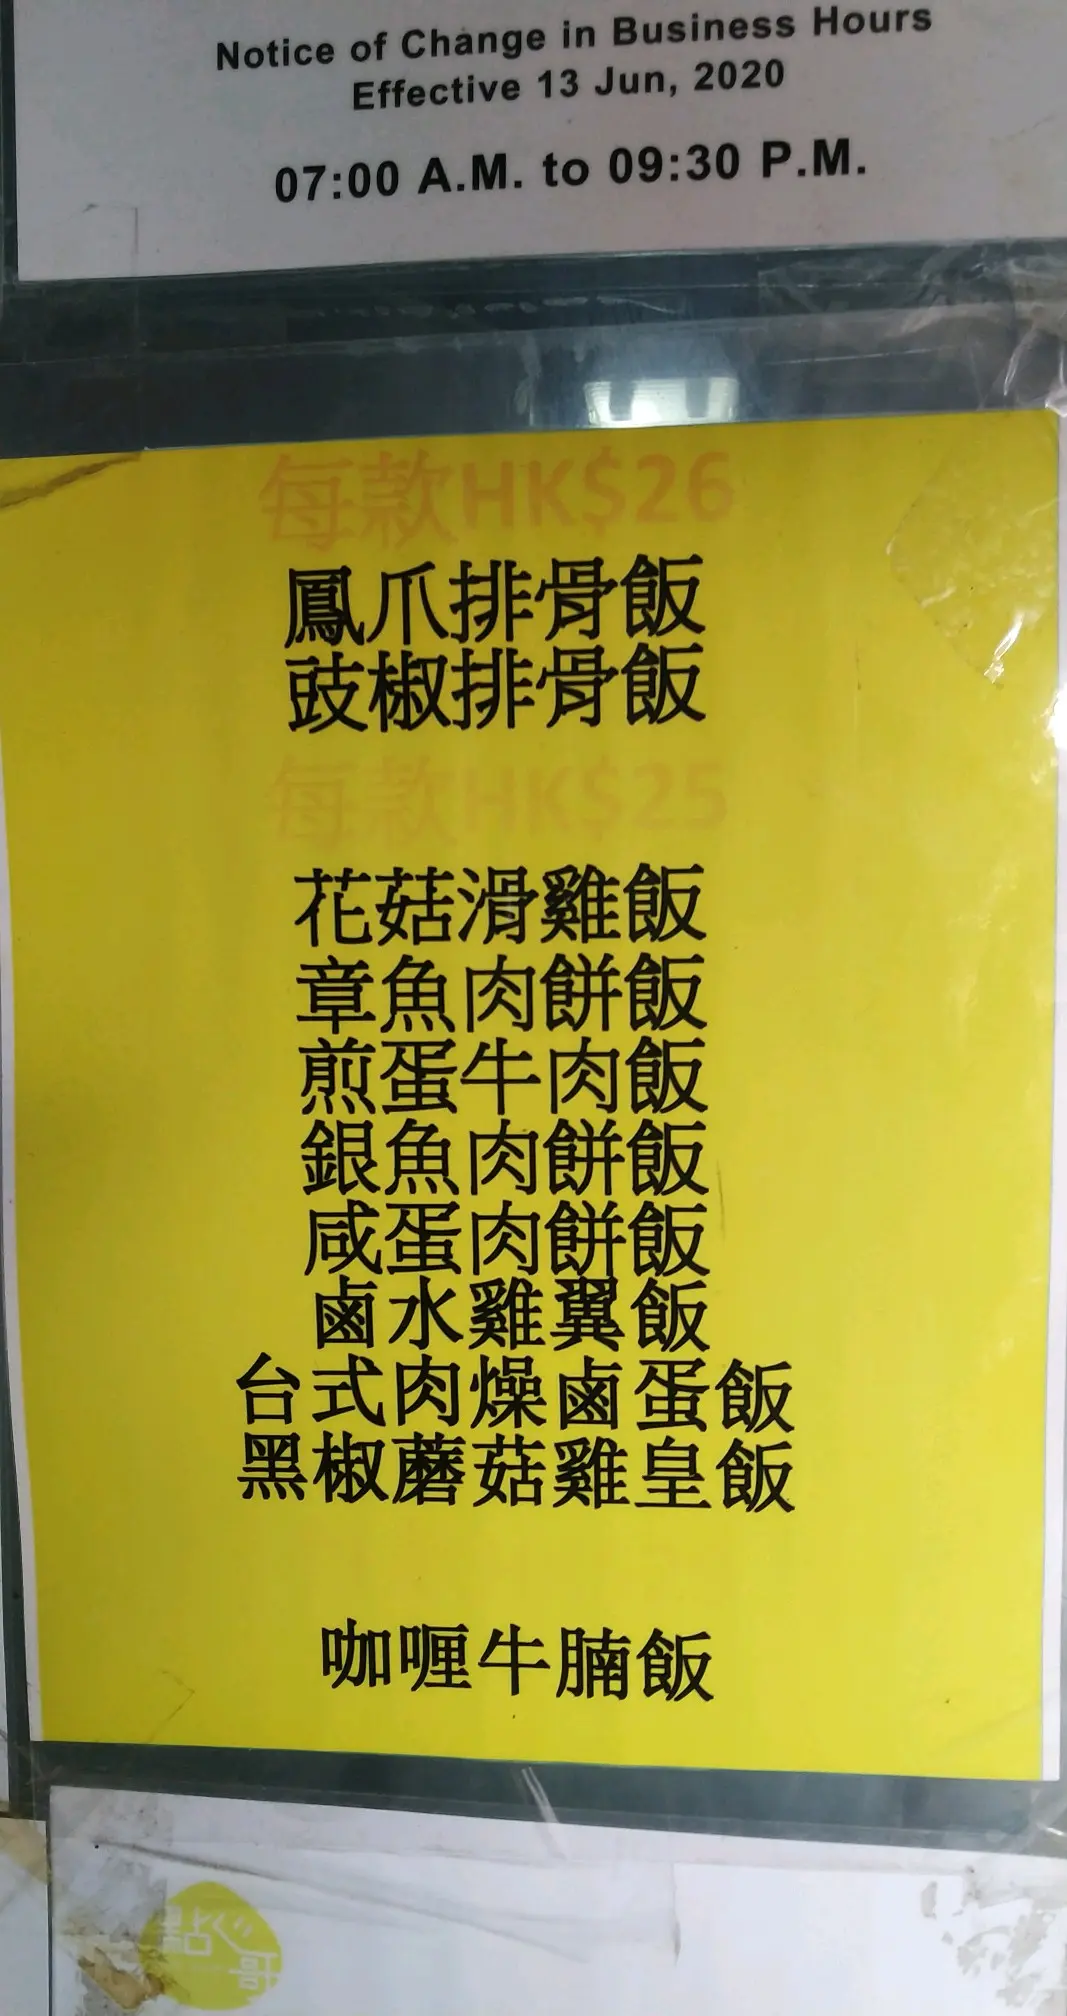 Notice of Change in Business Hours
Effective 13 Jun, 2020
07:00 A.M. to 09:30 P.M.
每款HK$26
鳳爪排骨飯
豉椒排骨飯
每款HK$25
花菇滑雞飯
章魚肉餅飯
煎蛋牛肉飯
銀魚肉餅飯
咸蛋肉餅飯
鹵水雞翼飯
台式肉燥鹵蛋飯
黑椒蘑菇雞皇飯
咖喱牛腩飯
點心
哥